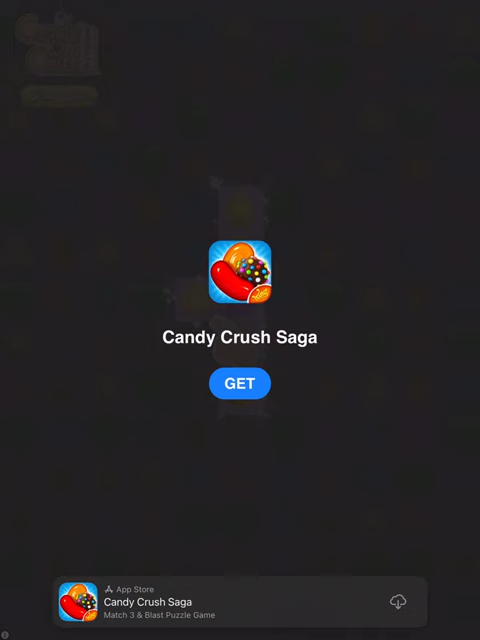 Candy Crush Saga
GET
App Store
Candy Crush Saga
Match 3 & Blast Puzzle Game